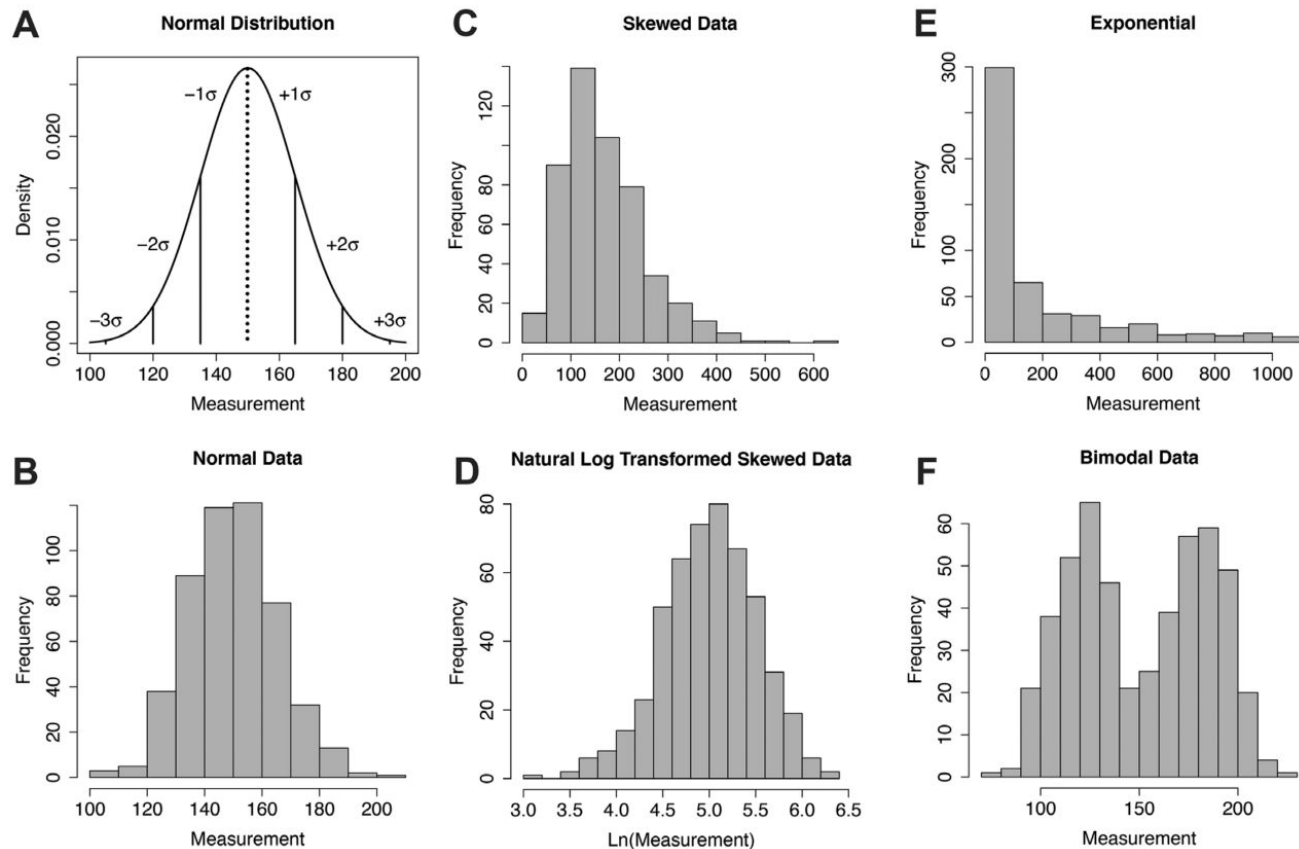 A
Normal Distribution
−1σ
+1σ
−2σ
+2σ
−3σ
+3σ
Density
0.000
0.010
0.020
100 120 140 160 180 200
Measurement
B
Normal Data
Frequency
0
20
40
60
80
100
100 120 140 160 180 200
Measurement
C
Skewed Data
Frequency
0
40
60
80
120
0 100 200 300 400 500 600
Measurement
D
Natural Log Transformed Skewed Data
Frequency
0
20
40
60
80
3.0 3.5 4.0 4.5 5.0 5.5 6.0 6.5
Ln(Measurement)
E
Exponential
Frequency
0
50
100
200
300
0 200 400 600 800 1000
Measurement
F
Bimodal Data
Frequency
0
10
20
30
40
50
60
100 150 200
Measurement